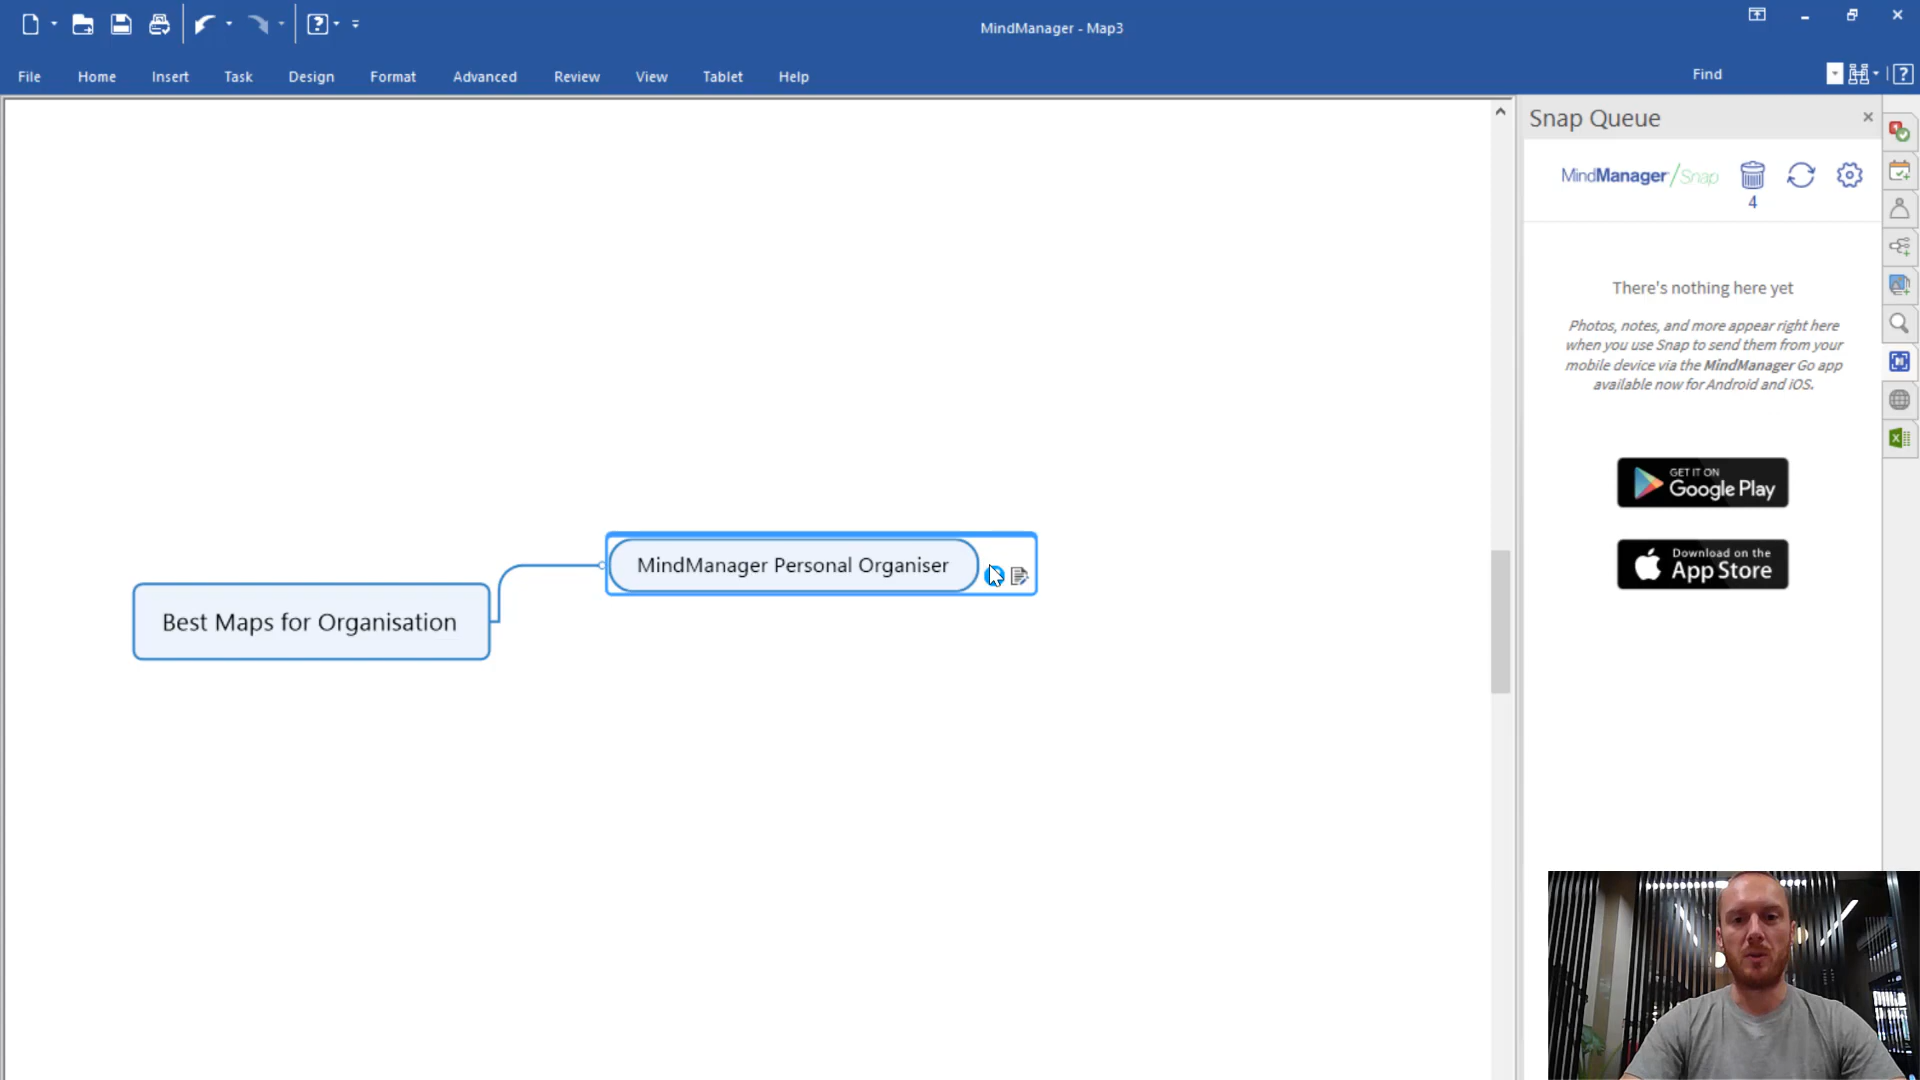 MindManager - Map3
File Home Insert Task Design Format Advanced Review View Tablet Help
Find
Snap Queue
MindManager/Snap
4
There's nothing here yet
Photos, notes, and more appear right here
when you use Snap to send them from your
mobile device via the MindManager Go app
available now for Android and iOS.
GET IT ON
Google Play
Download on the
App Store
MindManager Personal Organiser
Best Maps for Organisation